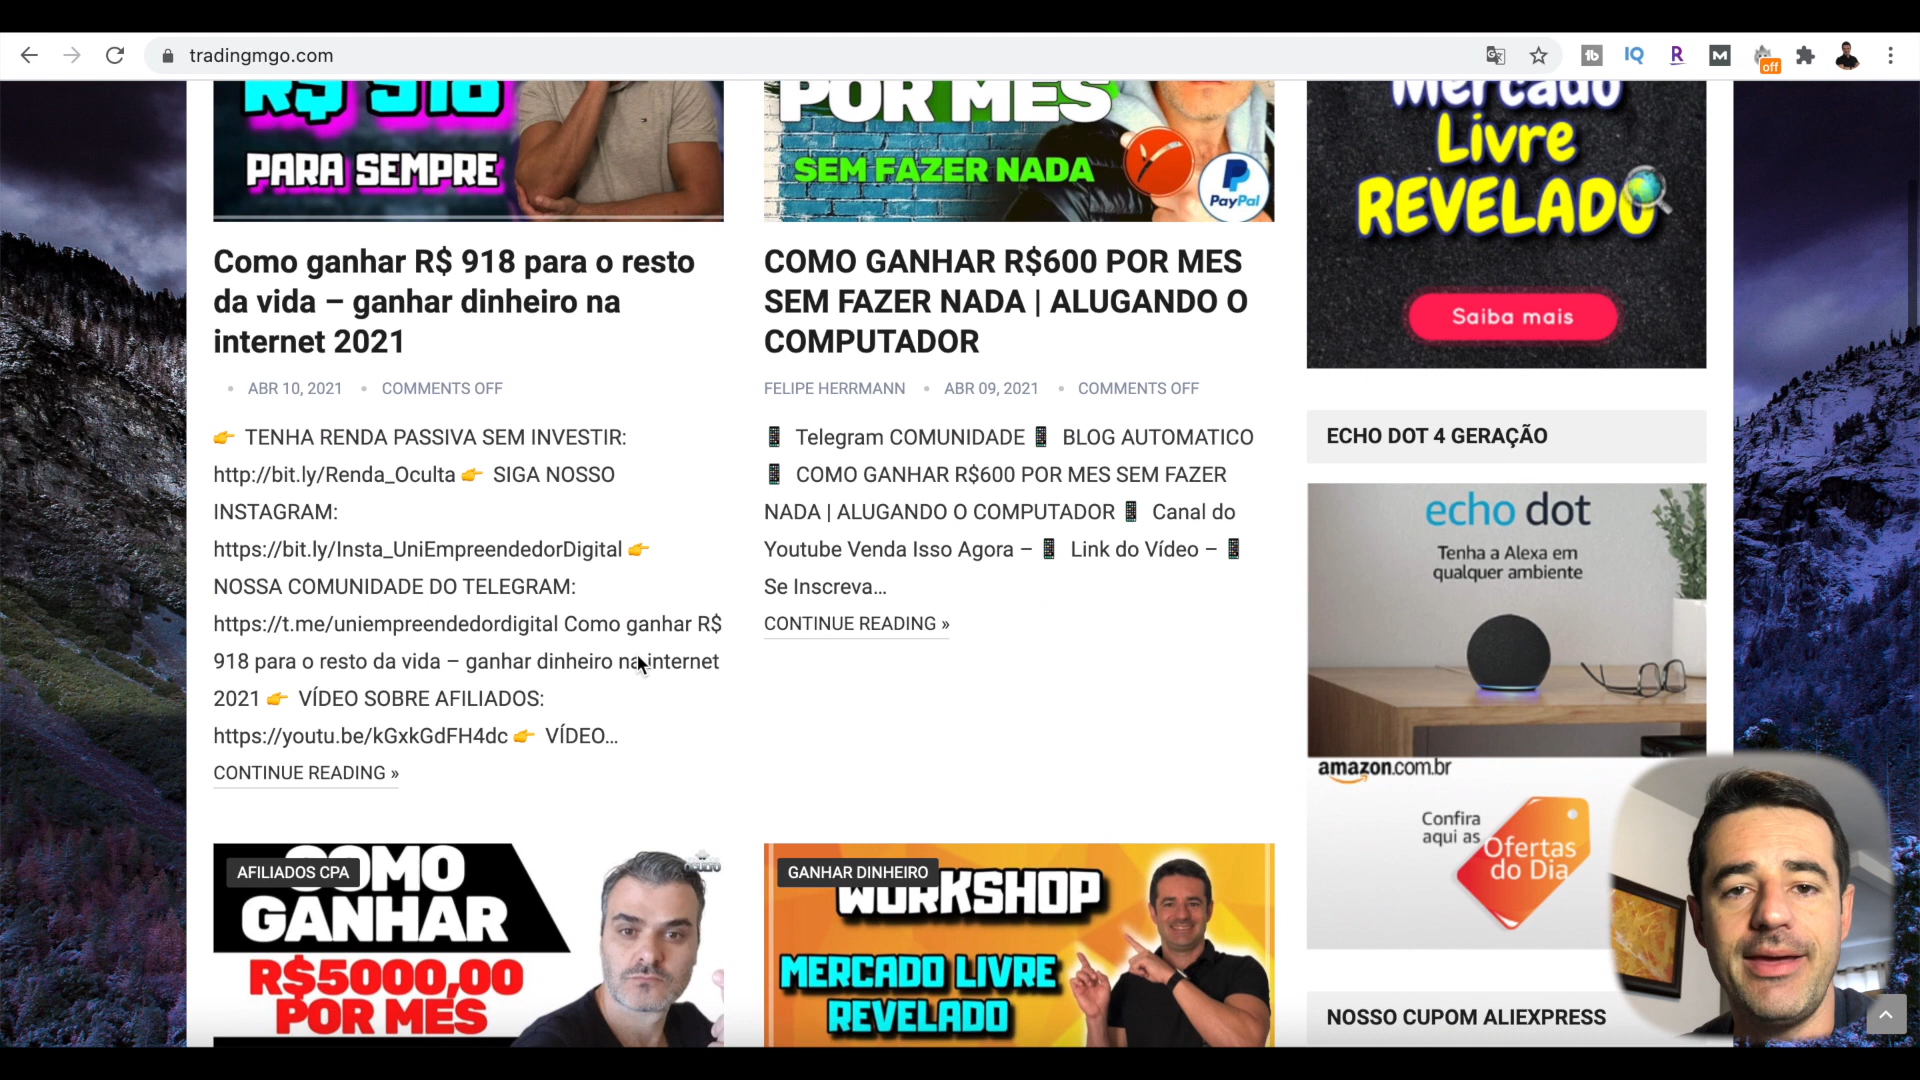 tradingmgo.com
off
R$ 918
PARA SEMPRE
POR MES
SEM FAZER NADA
PayPal
Mercado
Livre
REVELADO
Saiba mais
Como ganhar R$ 918 para o resto
da vida – ganhar dinheiro na
internet 2021
ABR 10, 2021 • COMMENTS OFF
👉 TENHA RENDA PASSIVA SEM INVESTIR:
http://bit.ly/Renda_Oculta 👉 SIGA NOSSO
INSTAGRAM:
https://bit.ly/Insta_UniEmpreendedorDigital 👉
NOSSA COMUNIDADE DO TELEGRAM:
https://t.me/uniempreendedordigital Como ganhar R$
918 para o resto da vida – ganhar dinheiro na internet
2021 👉 VÍDEO SOBRE AFILIADOS:
https://youtu.be/kGxkGdFH4dc 👉 VÍDEO...
CONTINUE READING »
COMO GANHAR R$600 POR MES
SEM FAZER NADA | ALUGANDO O
COMPUTADOR
FELIPE HERRMANN • ABR 09, 2021 • COMMENTS OFF
📱 Telegram COMUNIDADE 📱 BLOG AUTOMATICO
📱 COMO GANHAR R$600 POR MES SEM FAZER
NADA | ALUGANDO O COMPUTADOR 📱 Canal do
Youtube Venda Isso Agora – 📱 Link do Vídeo – 📱
Se Inscreva...
CONTINUE READING »
ECHO DOT 4 GERAÇÃO
echo dot
Tenha a Alexa em
qualquer ambiente
amazon.com.br
Confira
aqui as
Ofertas
do Dia
NOSSO CUPOM ALIEXPRESS
AFILIADOS CPA
COMO
GANHAR
R$5000,00
POR MES
GANHAR DINHEIRO
WORKSHOP
MERCADO LIVRE
REVELADO